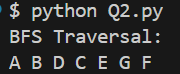 $ python Q2.py
BFS Traversal:
A B D C E G F